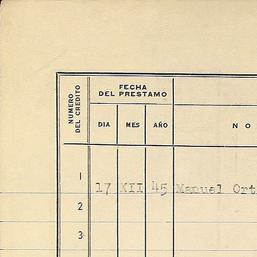 NUMERO
DEL CREDITO
FECHA
DEL PRESTAMO
DIA MES AÑO
N O
1
17 XII 45 Manuel Ort
2
3